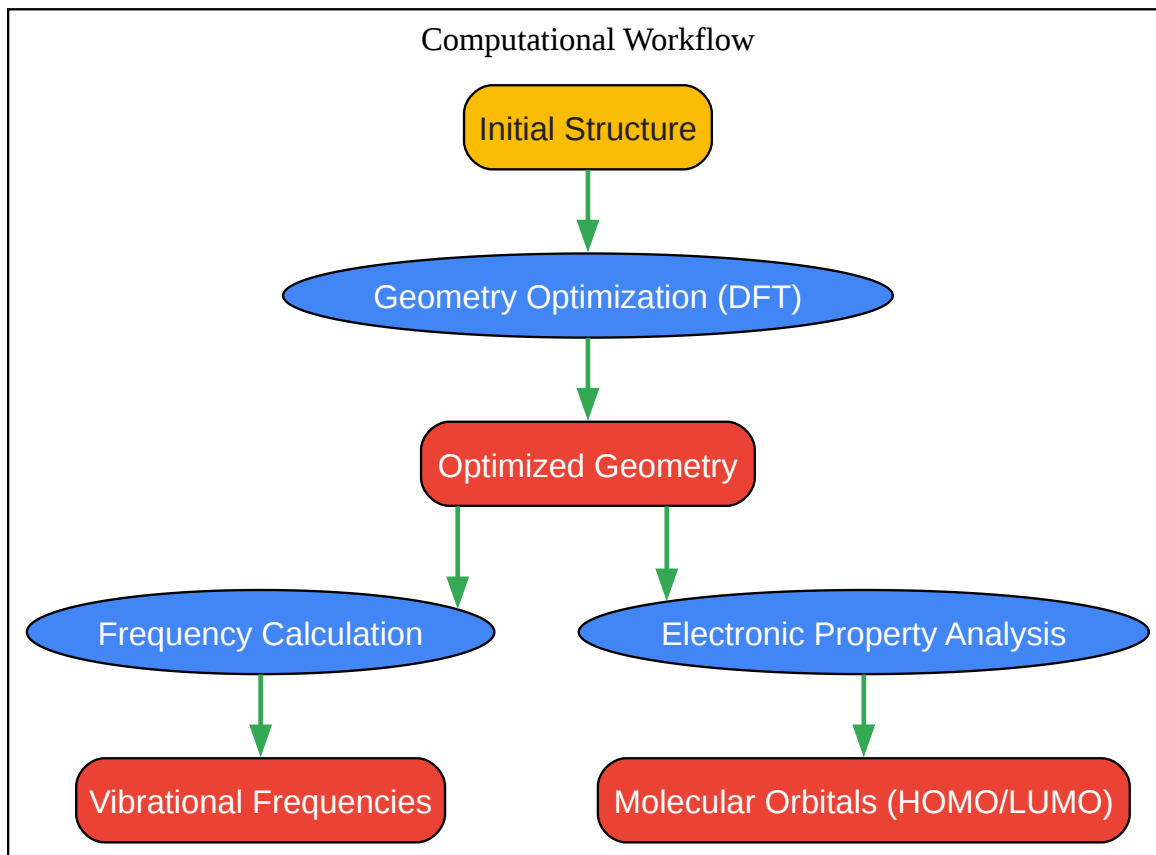 Computational Workflow
Initial Structure
Geometry Optimization (DFT)
Optimized Geometry
Frequency Calculation
Electronic Property Analysis
Vibrational Frequencies
Molecular Orbitals (HOMO/LUMO)